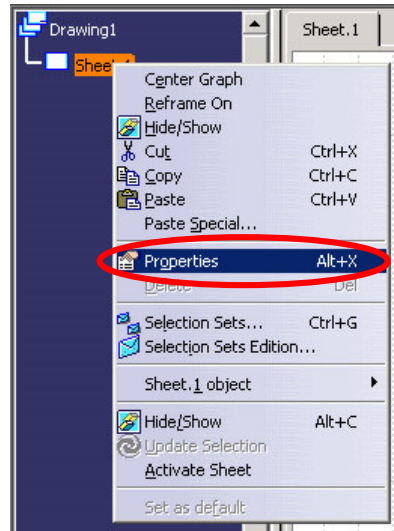 Drawing1
Sheet.1
Sheet.1
Center Graph
Reframe On
Hide/Show
Cut Ctrl+X
Copy Ctrl+C
Paste Ctrl+V
Paste Special...
Properties Alt+X
Delete Del
Selection Sets... Ctrl+G
Selection Sets Edition...
Sheet.1 object
Hide/Show Alt+C
Update Selection
Activate Sheet
Set as default